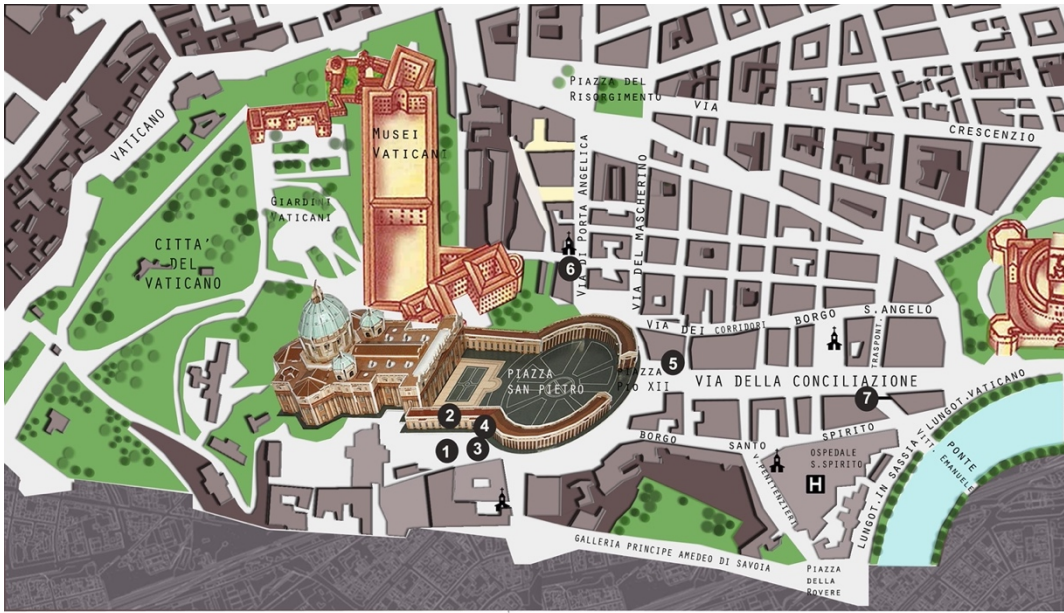 PIAZZA DEL
RISORGIMENTO
VIA
CRESCENZIO
VATICANO
MUSEI
VATICANI
VIA DI PORTA ANGELICA
VIA DEL MASCHERINO
GIARDINI
VATICANI
CITTA'
DEL
VATICANO
6
VIA DEI CORRIDORI
BORGO
S.ANGELO
TRASPONT.
PIAZZA
SAN PIETRO
PIAZZA
PIO XII
5
VIA DELLA CONCILIAZIONE
7
2
4
1
3
BORGO
SANTO
SPIRITO
OSPEDALE
S.SPIRITO
H
V.PENITENZIERI
LUNGOT.IN SASSIA - LUNGOT.VATICANO
PONTE
VITT. EMANUELE
GALLERIA PRINCIPE AMEDEO DI SAVOIA
PIAZZA
DELLA
ROVERE